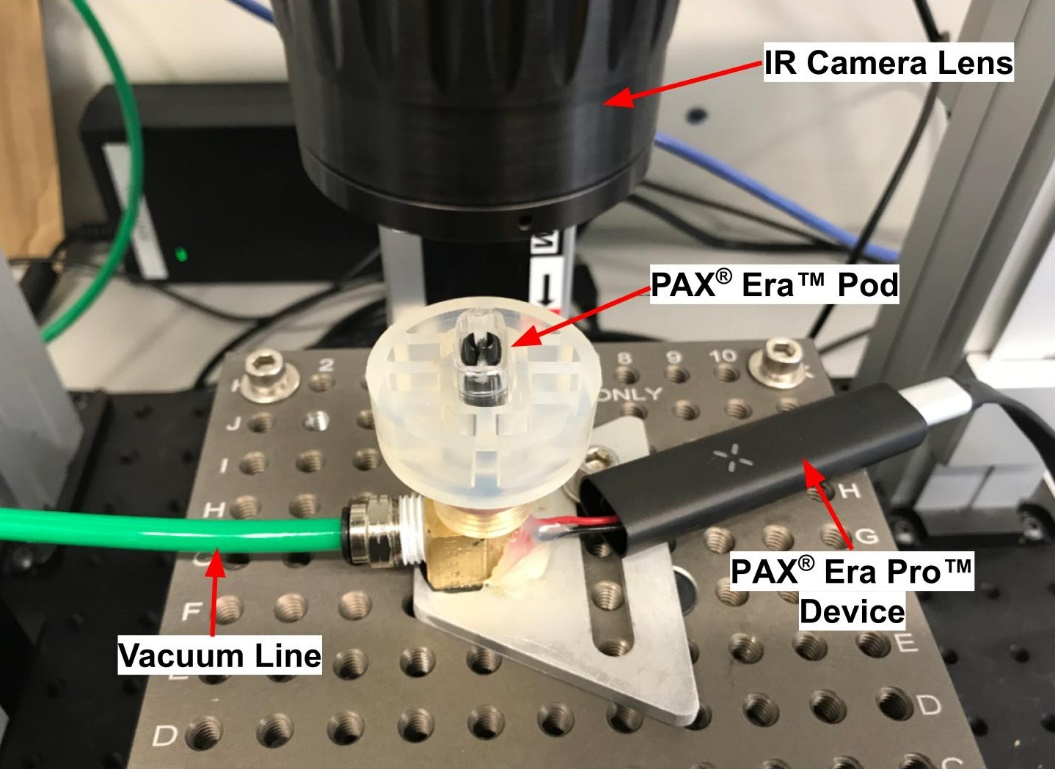 IR Camera Lens
PAX® Era™ Pod
2
8 9 10
ONLY
J
I
H
H
G
PAX® Era Pro™
Device
F
Vacuum Line
E
E
D
D
C